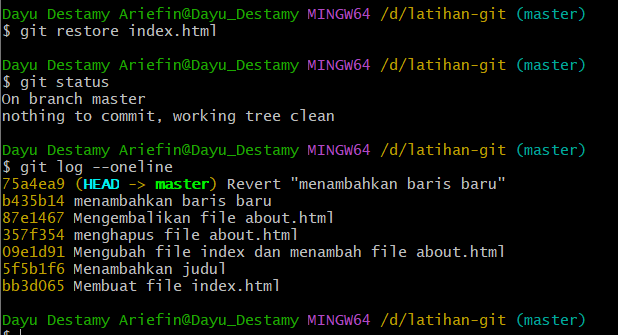 Dayu Destamy Ariefin@Dayu_Destamy MINGW64 /d/latihan-git (master)
$ git restore index.html
Dayu Destamy Ariefin@Dayu_Destamy MINGW64 /d/latihan-git (master)
$ git status
On branch master
nothing to commit, working tree clean
Dayu Destamy Ariefin@Dayu_Destamy MINGW64 /d/latihan-git (master)
$ git log --oneline
75a4ea9 (HEAD -> master) Revert "menambahkan baris baru"
b435b14 menambahkan baris baru
87e1467 Mengembalikan file about.html
357f354 menghapus file about.html
09e1d91 Mengubah file index dan menambah file about.html
5f5b1f6 Menambahkan judul
bb3d065 Membuat file index.html
Dayu Destamy Ariefin@Dayu_Destamy MINGW64 /d/latihan-git (master)
$